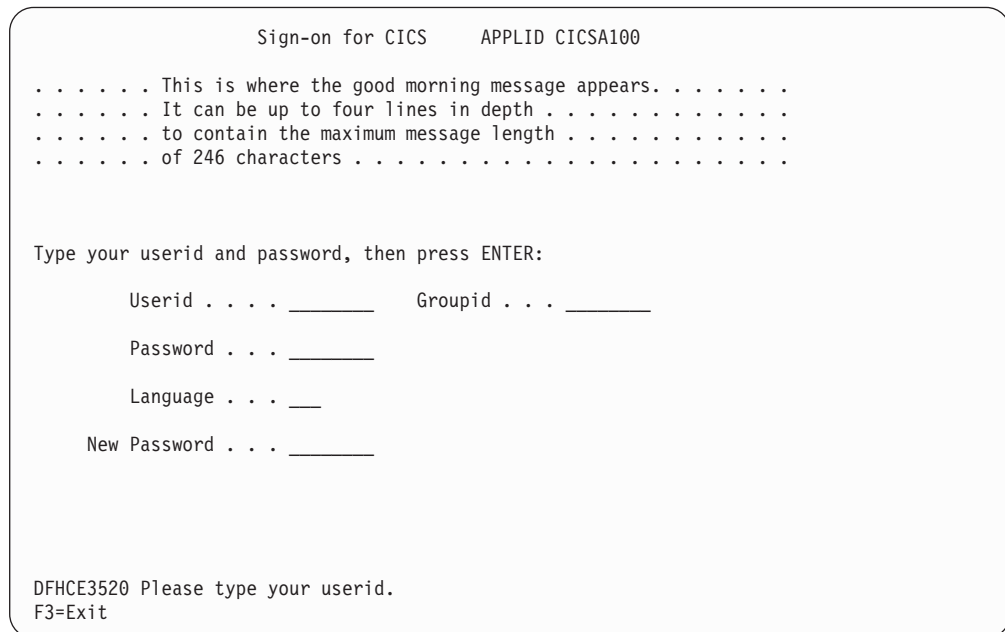 Sign-on for CICS     APPLID CICSA100
. . . . . . This is where the good morning message appears. . . . . . .
. . . . . . It can be up to four lines in depth . . . . . . . . . . . .
. . . . . . to contain the maximum message length . . . . . . . . . . .
. . . . . . of 246 characters . . . . . . . . . . . . . . . . . . . . .
Type your userid and password, then press ENTER:
Userid . . . . ________    Groupid . . . ________
Password . . . ________
Language . . . ___
New Password . . . ________
DFHCE3520 Please type your userid.
F3=Exit